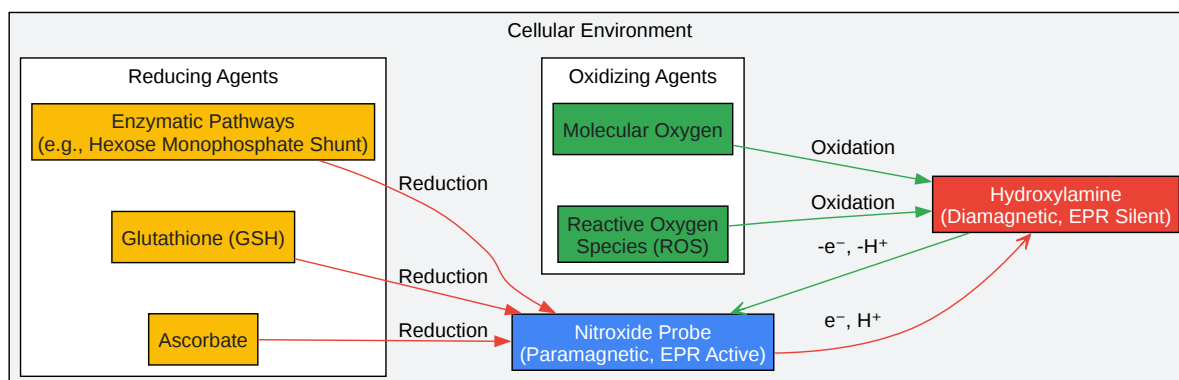 Cellular Environment
Reducing Agents
Enzymatic Pathways
(e.g., Hexose Monophosphate Shunt)
Glutathione (GSH)
Ascorbate
Oxidizing Agents
Molecular Oxygen
Reactive Oxygen
Species (ROS)
Reduction
Reduction
Reduction
Oxidation
Oxidation
Hydroxylamine
(Diamagnetic, EPR Silent)
-e⁻, -H⁺
e⁻, H⁺
Nitroxide Probe
(Paramagnetic, EPR Active)